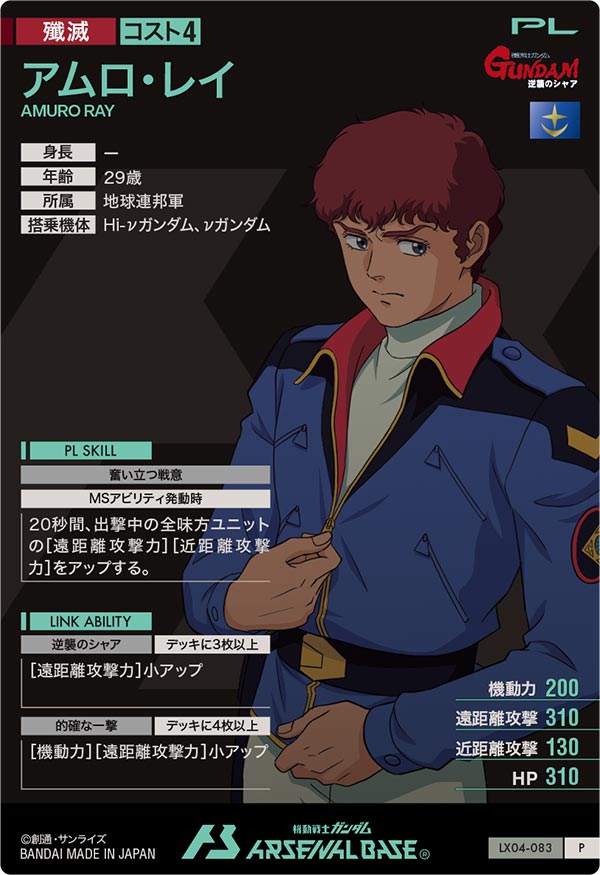 殲滅 コスト4
PL
アムロ・レイ
AMURO RAY
機動戦士ガンダム
GUNDAM
逆襲のシャア
身長 —
年齢 29歳
所属 地球連邦軍
搭乗機体 Hi-νガンダム、νガンダム
PL SKILL
奮い立つ戦意
MSアビリティ発動時
20秒間、出撃中の全味方ユニット
の[遠距離攻撃力][近距離攻撃
力]をアップする。
LINK ABILITY
逆襲のシャア デッキに3枚以上
[遠距離攻撃力]小アップ
的確な一撃 デッキに4枚以上
[機動力][遠距離攻撃力]小アップ
機動力 200
遠距離攻撃 310
近距離攻撃 130
HP 310
©創通・サンライズ
BANDAI MADE IN JAPAN
機動戦士ガンダム
AB ARSENAL BASE®
LX04-083 P